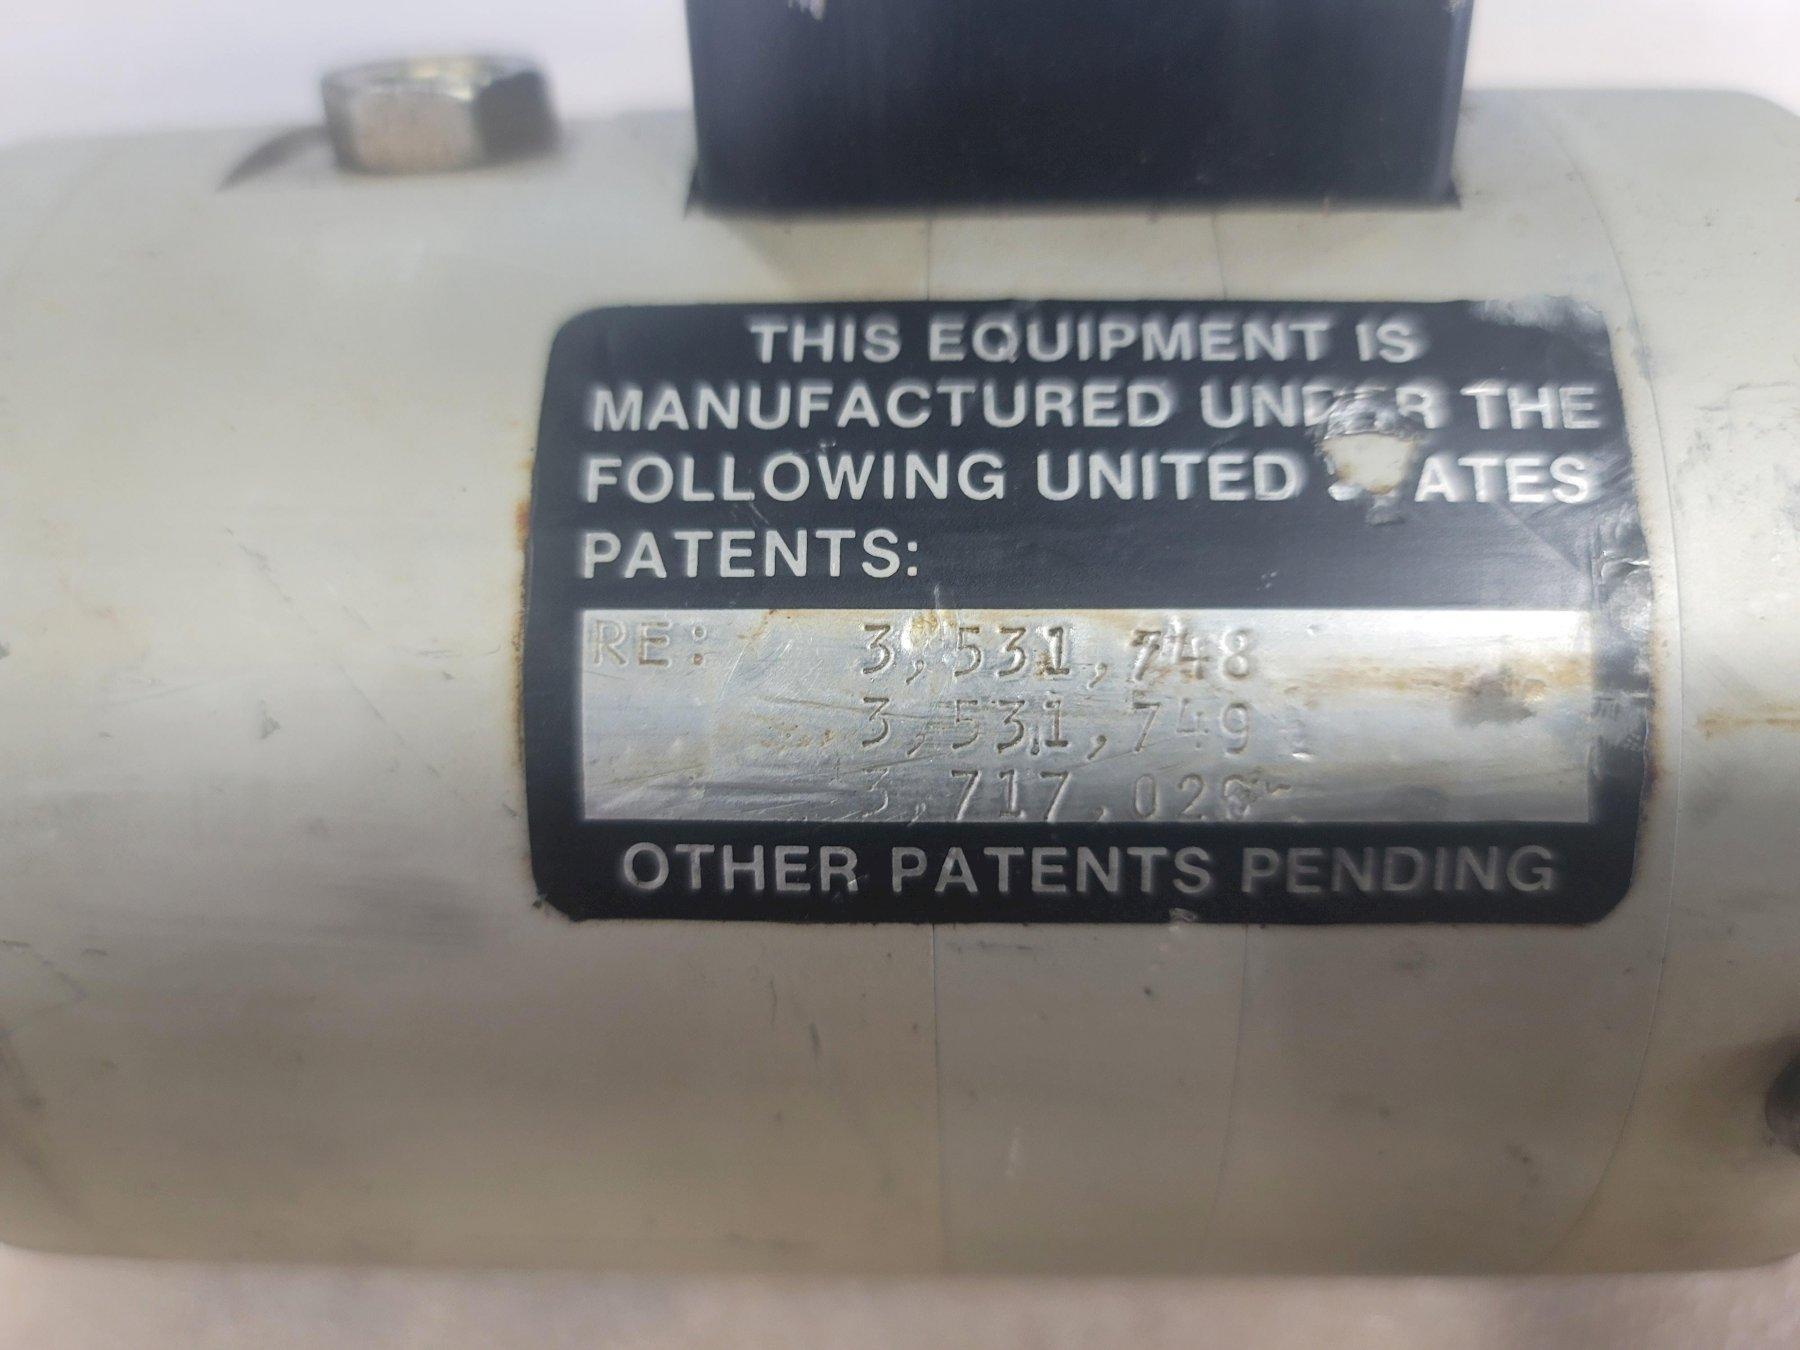 THIS EQUIPMENT IS
MANUFACTURED UNDER THE
FOLLOWING UNITED STATES
PATENTS:
RE: 3,531,748
3,531,749
OTHER PATENTS PENDING